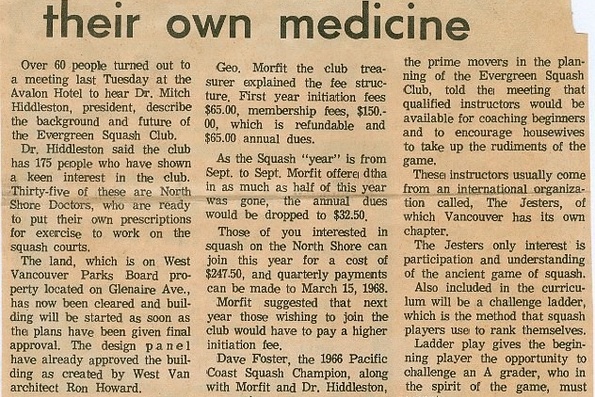 their own medicine
Over 60 people turned out to
a meeting last Tuesday at the
Avalon Hotel to hear Dr. Mitch
Hiddleston, president, describe
the background and future of
the Evergreen Squash Club.
Dr. Hiddleston said the club
has 175 people who have shown
a keen interest in the club.
Thirty-five of these are North
Shore Doctors, who are ready
to put their own prescriptions
for exercise to work on the
squash courts.
The land, which is on West
Vancouver Parks Board pro-
perty located on Glenaire Ave.,
has now been cleared and buil-
ding will be started as soon as
the plans have been given final
approval. The design panel
have already approved the buil-
ding as created by West Van
architect Ron Howard.
Geo. Morfit the club trea-
surer explained the fee struc-
ture. First year initiation fees
$65.00, membership fees, $150.-
00, which is refundable and
$65.00 annual dues.
As the Squash "year" is from
Sept. to Sept. Morfit offered tha
in as much as half of this year
was gone, the annual dues
would be dropped to $32.50.
Those of you interested in
squash on the North Shore can
join this year for a cost of
$247.50, and quarterly payments
can be made to March 15, 1968.
Morfit suggested that next
year those wishing to join the
club would have to pay a higher
initiation fee.
Dave Foster, the 1966 Pacific
Coast Squash Champion, along
with Morfit and Dr. Hiddleston,
the prime movers in the plan-
ning of the Evergreen Squash
Club, told the meeting that
qualified instructors would be
available for coaching beginners
and to encourage housewives
to take up the rudiments of the
game.
These instructors usually come
from an international organiza-
tion called, The Jesters, of
which Vancouver has its own
chapter.
The Jesters only interest is
participation and understanding
of the ancient game of squash.
Also included in the curricu-
lum will be a challenge ladder,
which is the method that squash
players use to rank themselves.
Ladder play gives the begin-
ning player the opportunity to
challenge an A grader, who in
the spirit of the game, must